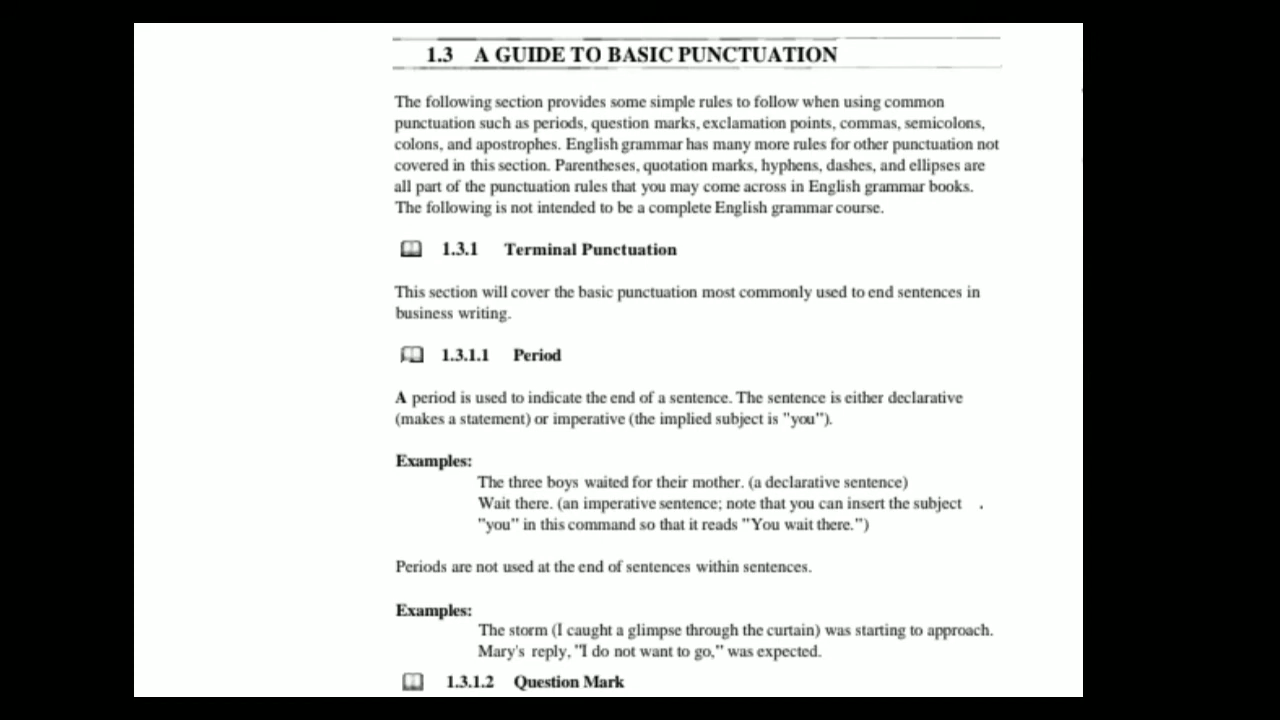 1.3 A GUIDE TO BASIC PUNCTUATION
The following section provides some simple rules to follow when using common
punctuation such as periods, question marks, exclamation points, commas, semicolons,
colons, and apostrophes. English grammar has many more rules for other punctuation not
covered in this section. Parentheses, quotation marks, hyphens, dashes, and ellipses are
all part of the punctuation rules that you may come across in English grammar books.
The following is not intended to be a complete English grammar course.
1.3.1 Terminal Punctuation
This section will cover the basic punctuation most commonly used to end sentences in
business writing.
1.3.1.1 Period
A period is used to indicate the end of a sentence. The sentence is either declarative
(makes a statement) or imperative (the implied subject is "you").
Examples:
The three boys waited for their mother. (a declarative sentence)
Wait there. (an imperative sentence; note that you can insert the subject
"you" in this command so that it reads "You wait there.")
Periods are not used at the end of sentences within sentences.
Examples:
The storm (I caught a glimpse through the curtain) was starting to approach.
Mary's reply, "I do not want to go," was expected.
1.3.1.2 Question Mark